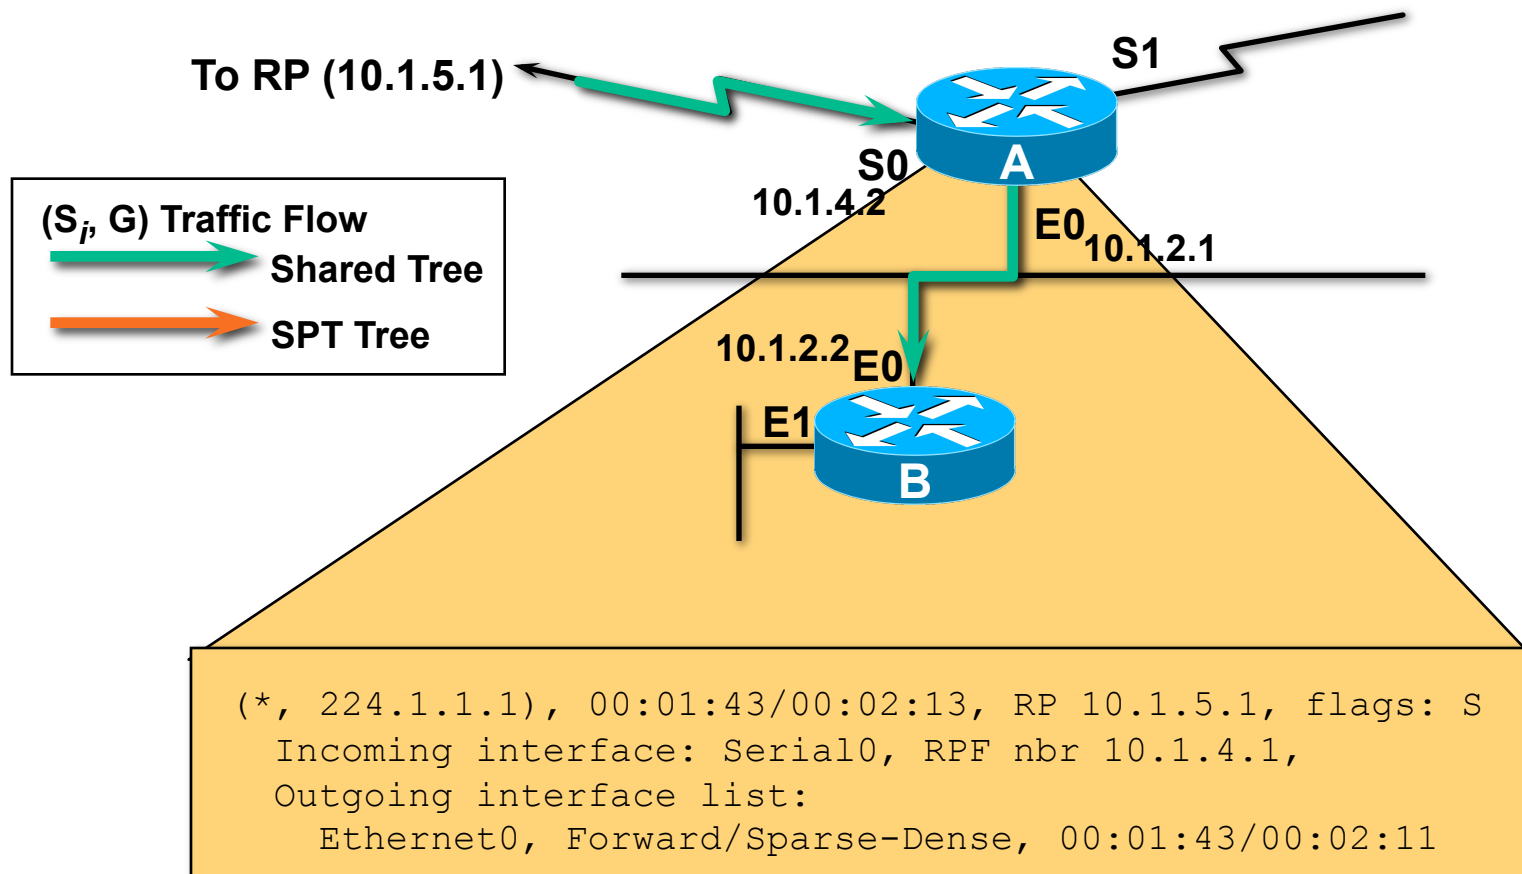 S1
To RP (10.1.5.1)
A
S0
10.1.4.2
E0
10.1.2.1
(Si, G) Traffic Flow
Shared Tree
SPT Tree
10.1.2.2
E0
E1
B
(*, 224.1.1.1), 00:01:43/00:02:13, RP 10.1.5.1, flags: S
Incoming interface: Serial0, RPF nbr 10.1.4.1,
Outgoing interface list:
Ethernet0, Forward/Sparse-Dense, 00:01:43/00:02:11